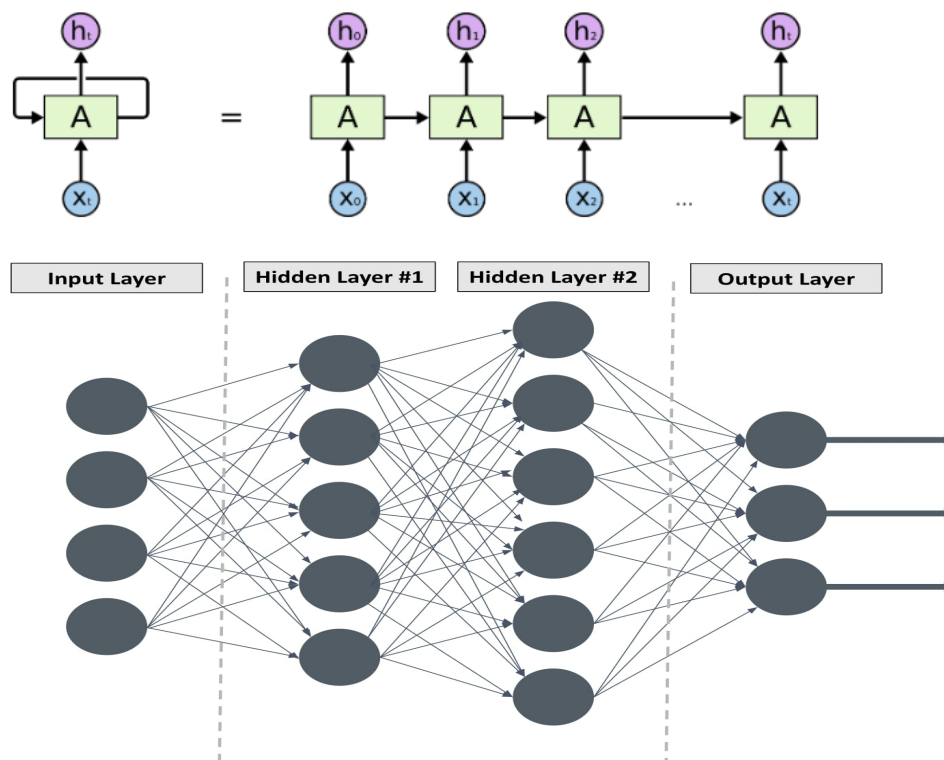 hₜ h₀ h₁ h₂ hₜ
A = A A A A
xₜ x₀ x₁ x₂ ... xₜ
Input Layer Hidden Layer #1 Hidden Layer #2 Output Layer